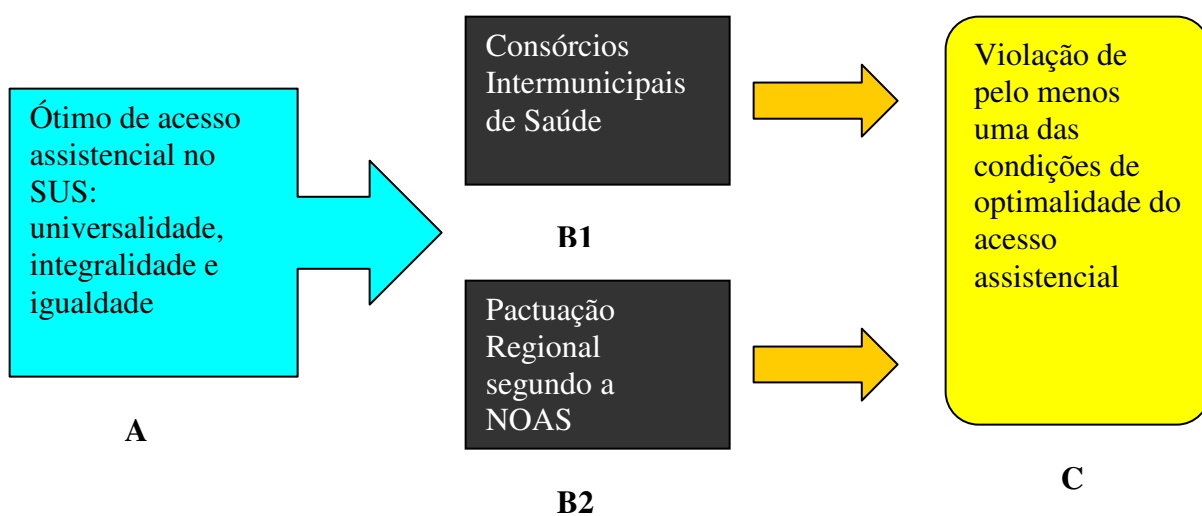 Ótimo de acesso
assistencial no
SUS:
universalidade,
integralidade e
igualdade
A
Consórcios
Intermunicipais
de Saúde
B1
Pactuação
Regional
segundo a
NOAS
B2
Violação de
pelo menos
uma das
condições de
optimalidade do
acesso
assistencial
C